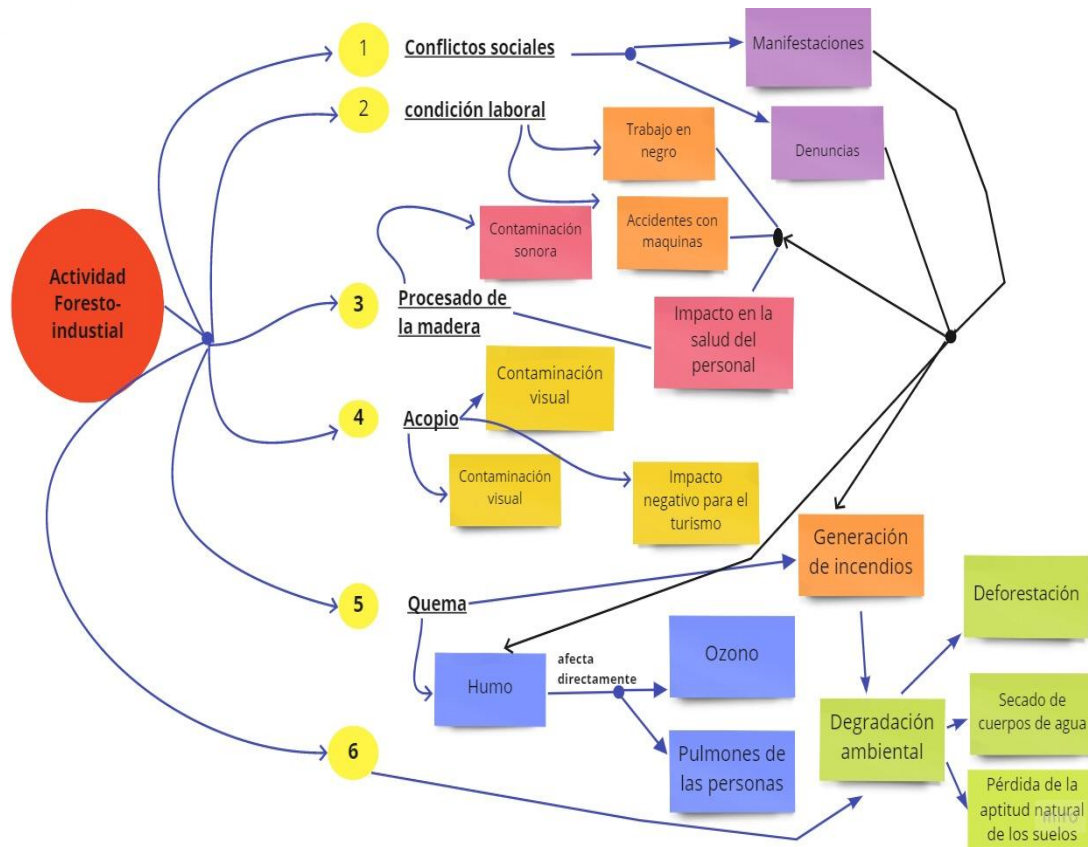 Actividad
Foresto-
industial
1
Conflictos sociales
Manifestaciones
Denuncias
2
condición laboral
Trabajo en
negro
Accidentes con
maquinas
3
Procesado de
la madera
Contaminación
sonora
Impacto en la
salud del
personal
4
Acopio
Contaminación
visual
Contaminación
visual
Impacto
negativo para el
turismo
5
Quema
Generación
de incendios
Humo
afecta
directamente
Ozono
Pulmones de
las personas
6
Degradación
ambiental
Deforestación
Secado de
cuerpos de agua
Pérdida de la
aptitud natural
de los suelos
miro